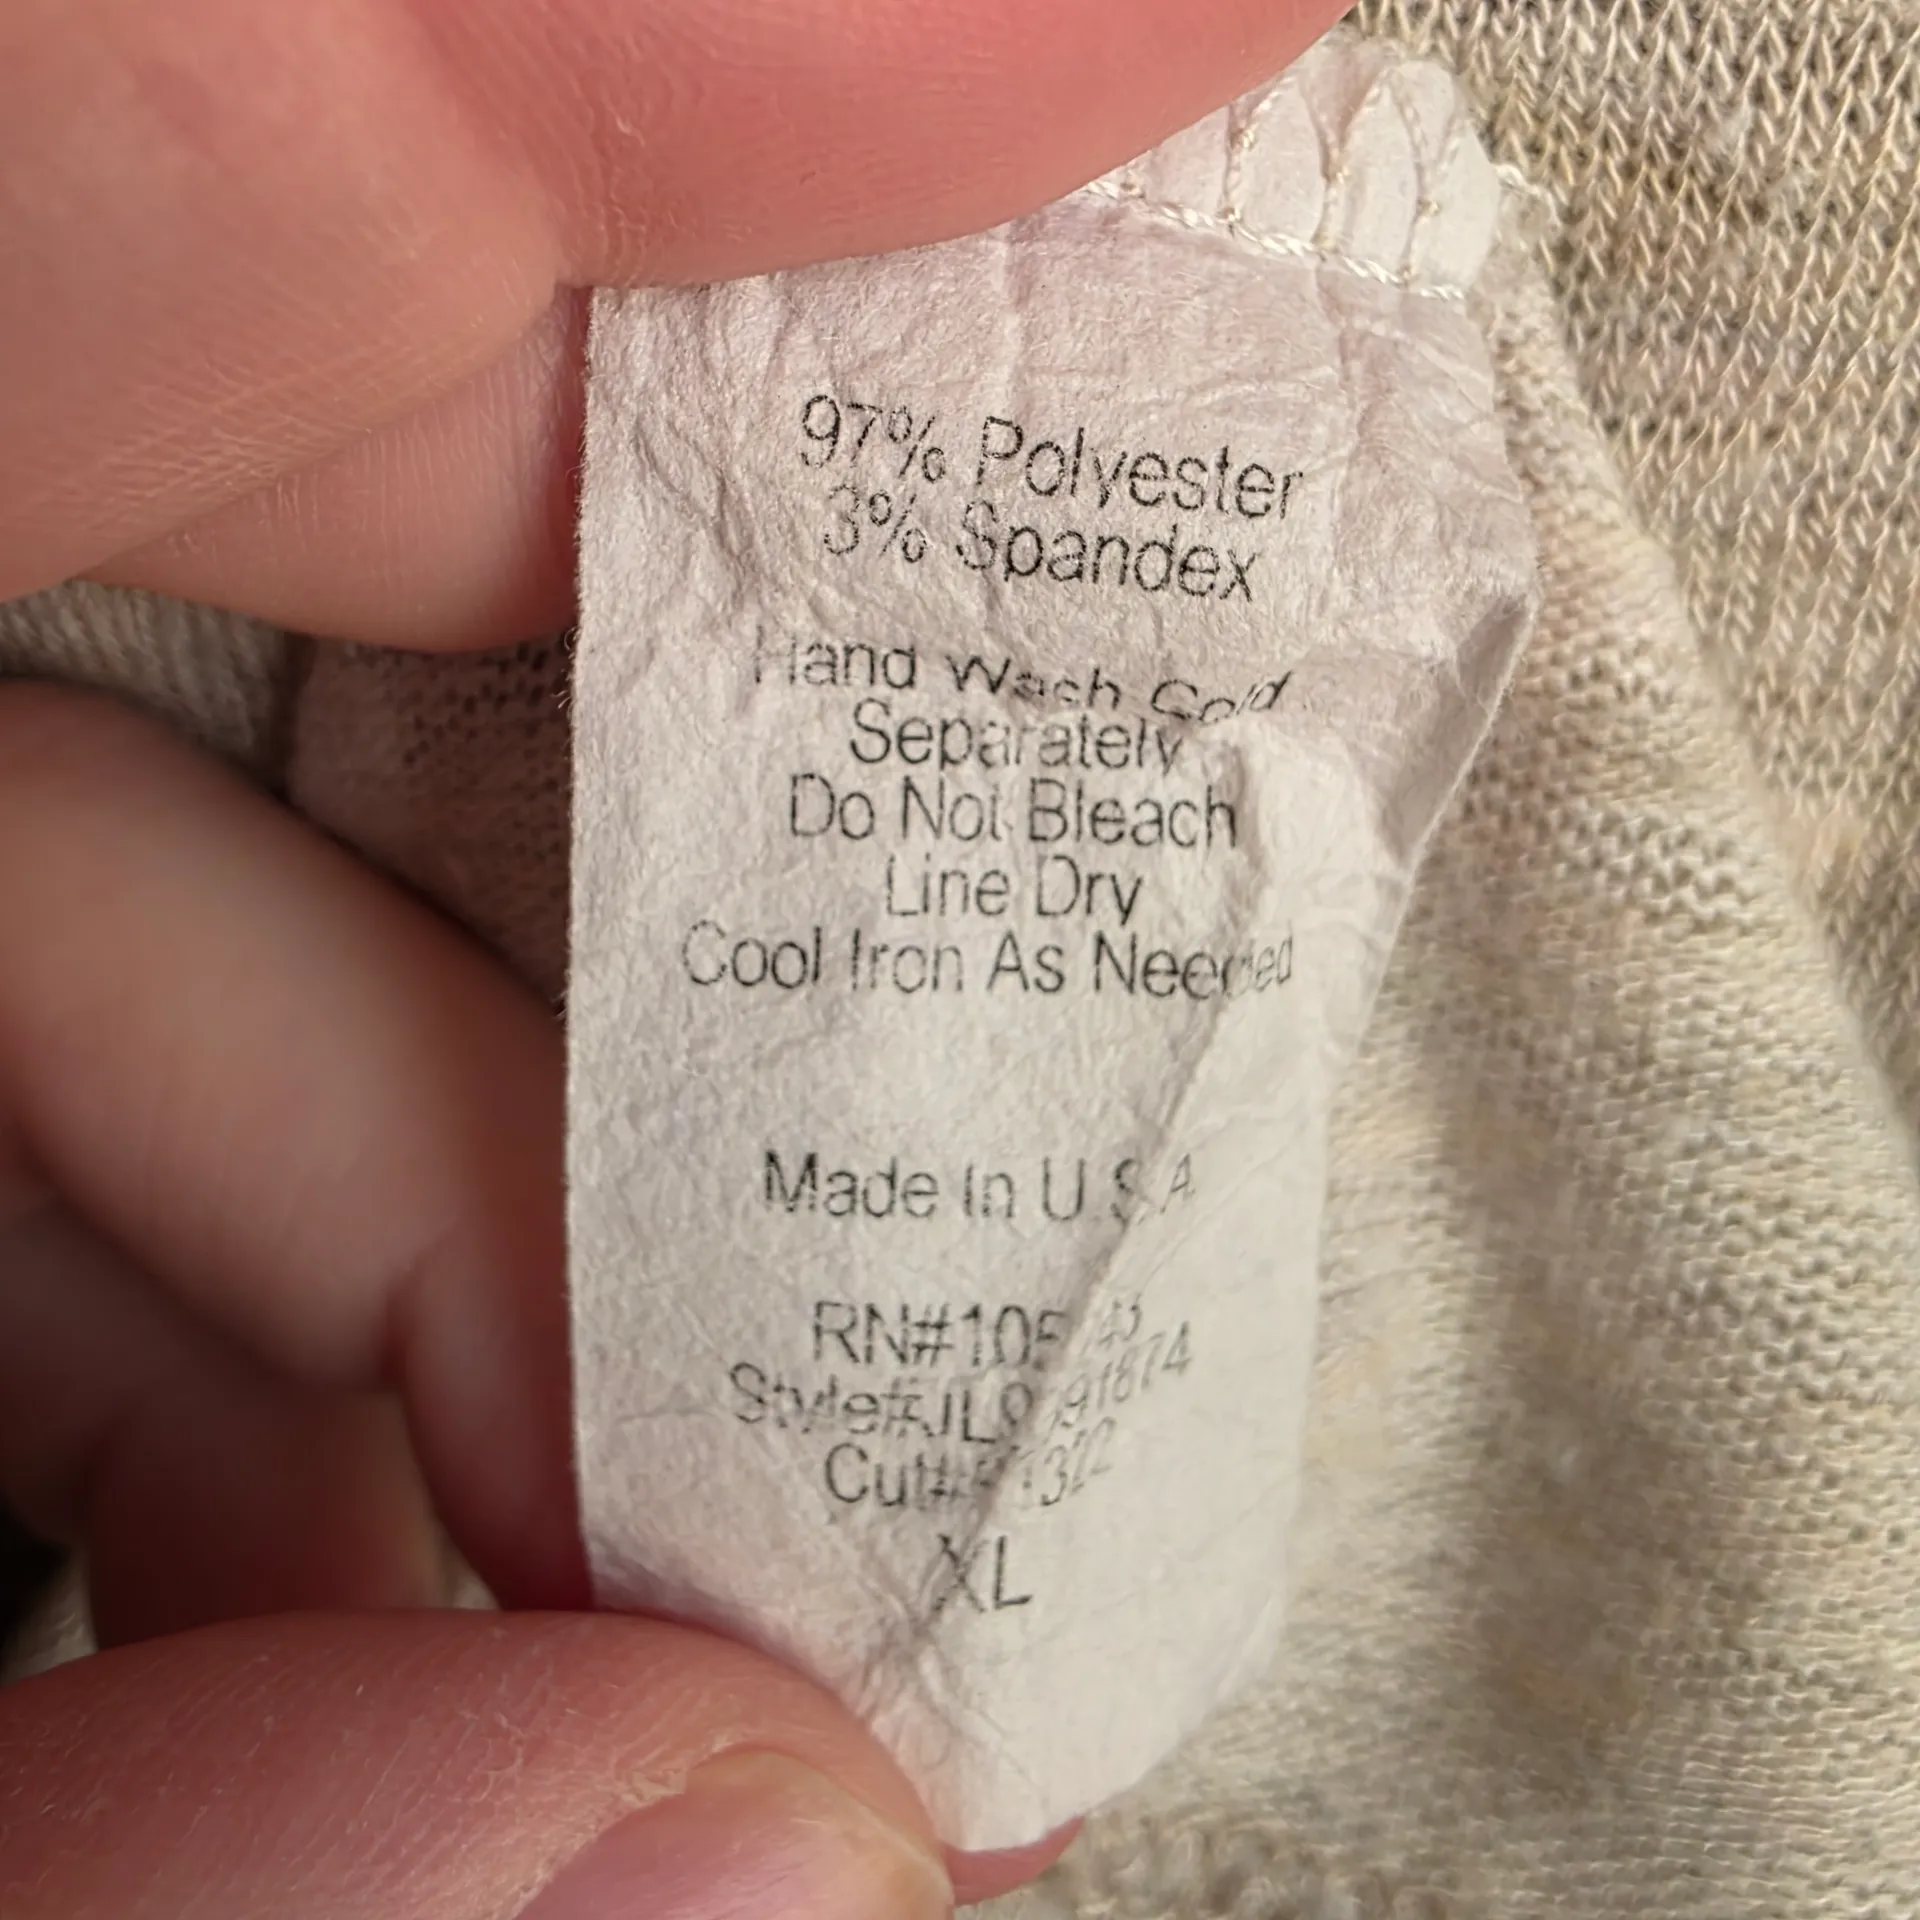 97% Polyester
3% Spandex
Hand Wash Cold
Separately
Do Not Bleach
Line Dry
Cool Iron As Needed
Made In U.S.A
XL